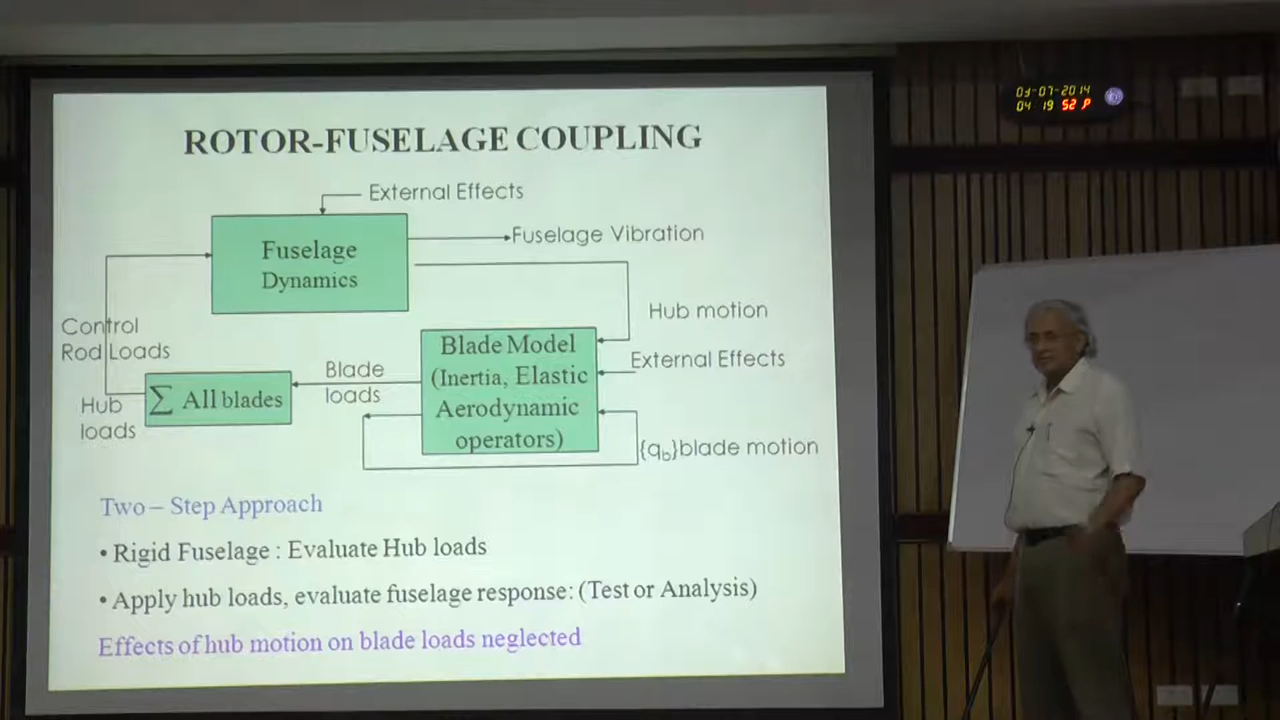 ROTOR-FUSELAGE COUPLING
External Effects
Fuselage
Dynamics
Fuselage Vibration
Hub motion
Control
Rod Loads
Blade Model
(Inertia, Elastic
Aerodynamic
operators)
External Effects
Blade
loads
∑ All blades
Hub
loads
{q_b}blade motion
Two – Step Approach
• Rigid Fuselage : Evaluate Hub loads
• Apply hub loads, evaluate fuselage response: (Test or Analysis)
Effects of hub motion on blade loads neglected
03-07-2014
04 19 52 P